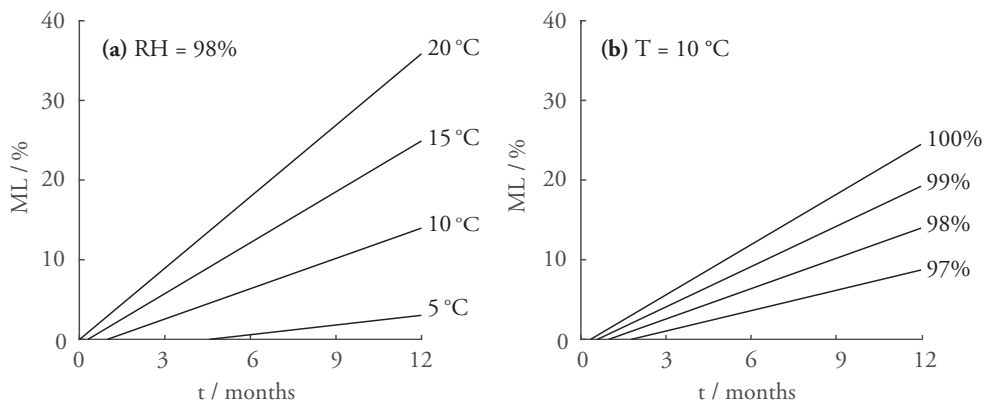 40
30
20
10
0
ML / %
(a) RH = 98%
20 °C
15 °C
10 °C
5 °C
0 3 6 9 12
t / months
40
30
20
10
0
ML / %
(b) T = 10 °C
100%
99%
98%
97%
0 3 6 9 12
t / months